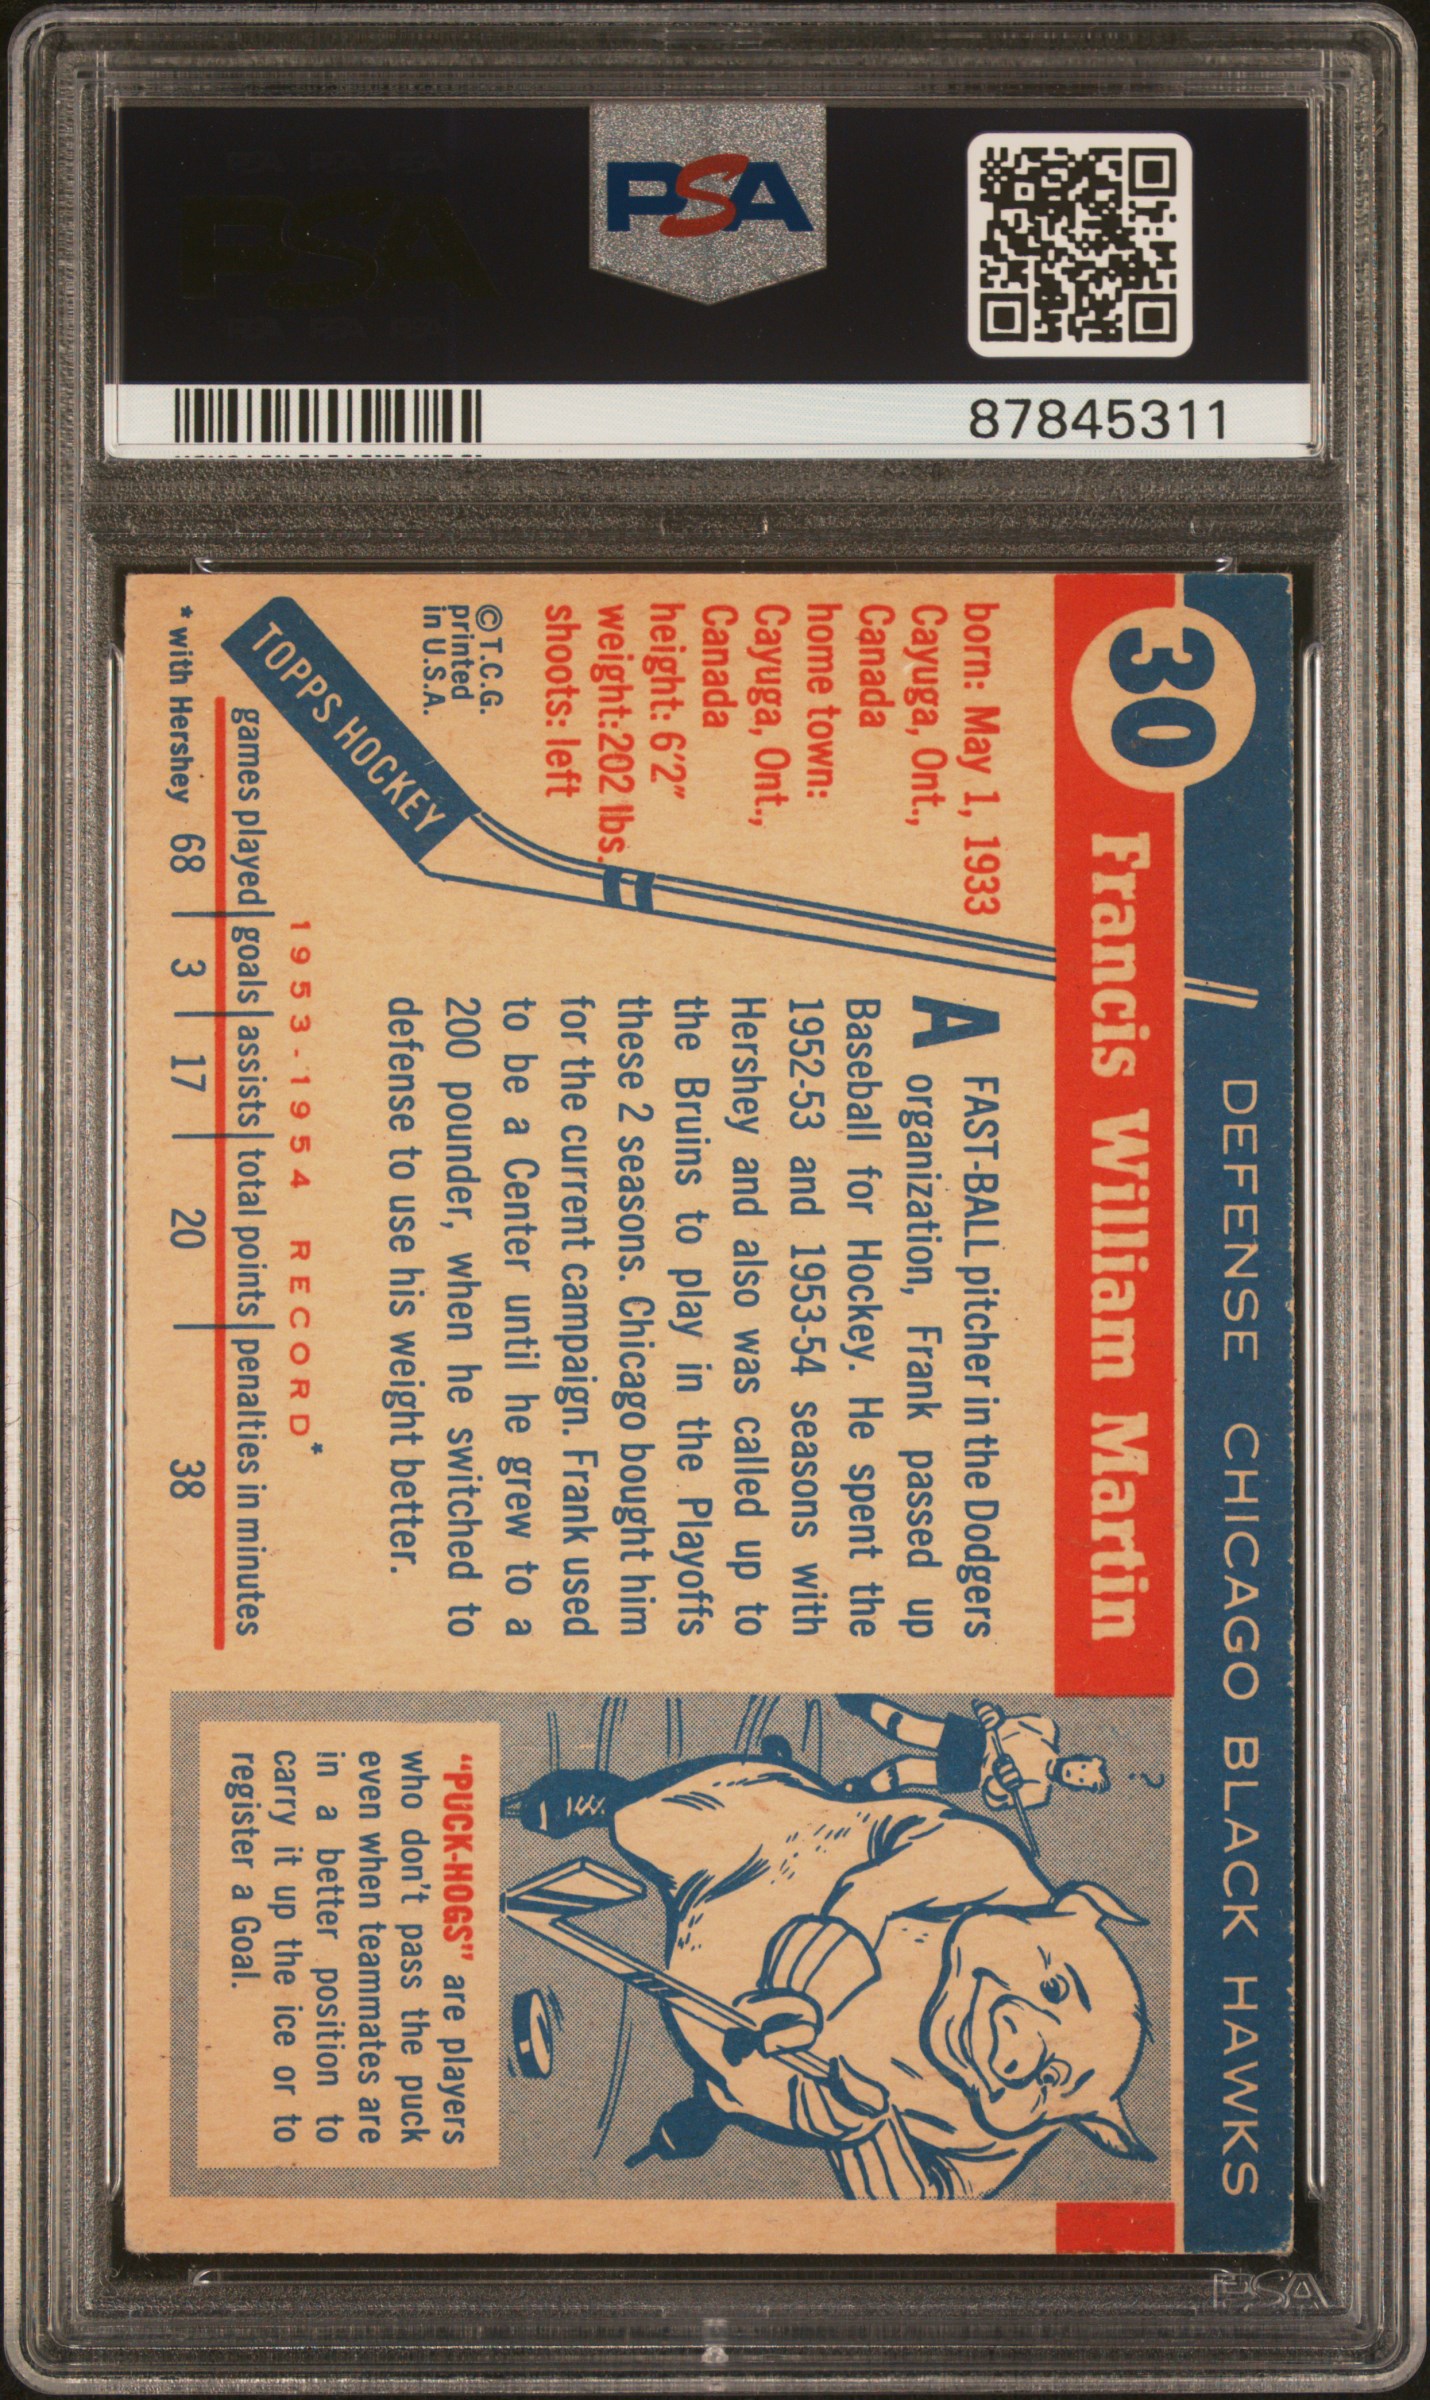 PSA
87845311
30
DEFENSE CHICAGO BLACK HAWKS
Francis William Martin
born: May 1, 1933
Cayuga, Ont.,
Canada
home town:
Cayuga, Ont.,
Canada
height: 6'2"
weight: 202 lbs.
shoots: left
© T.C.G.
printed
in U.S.A.
TOPPS HOCKEY
A FAST-BALL pitcher in the Dodgers
organization, Frank passed up
Baseball for Hockey. He spent the
1952-53 and 1953-54 seasons with
Hershey and also was called up to
the Bruins to play in the Playoffs
these 2 seasons. Chicago bought him
for the current campaign. Frank used
to be a Center until he grew to a
200 pounder, when he switched to
defense to use his weight better.
1953-1954 RECORD*
games played goals assists total points penalties in minutes
* with Hershey 68 3 17 20 38
?
"PUCK-HOGS" are players
who don't pass the puck
even when teammates are
in a better position to
carry it up the ice or to
register a Goal.
PSA